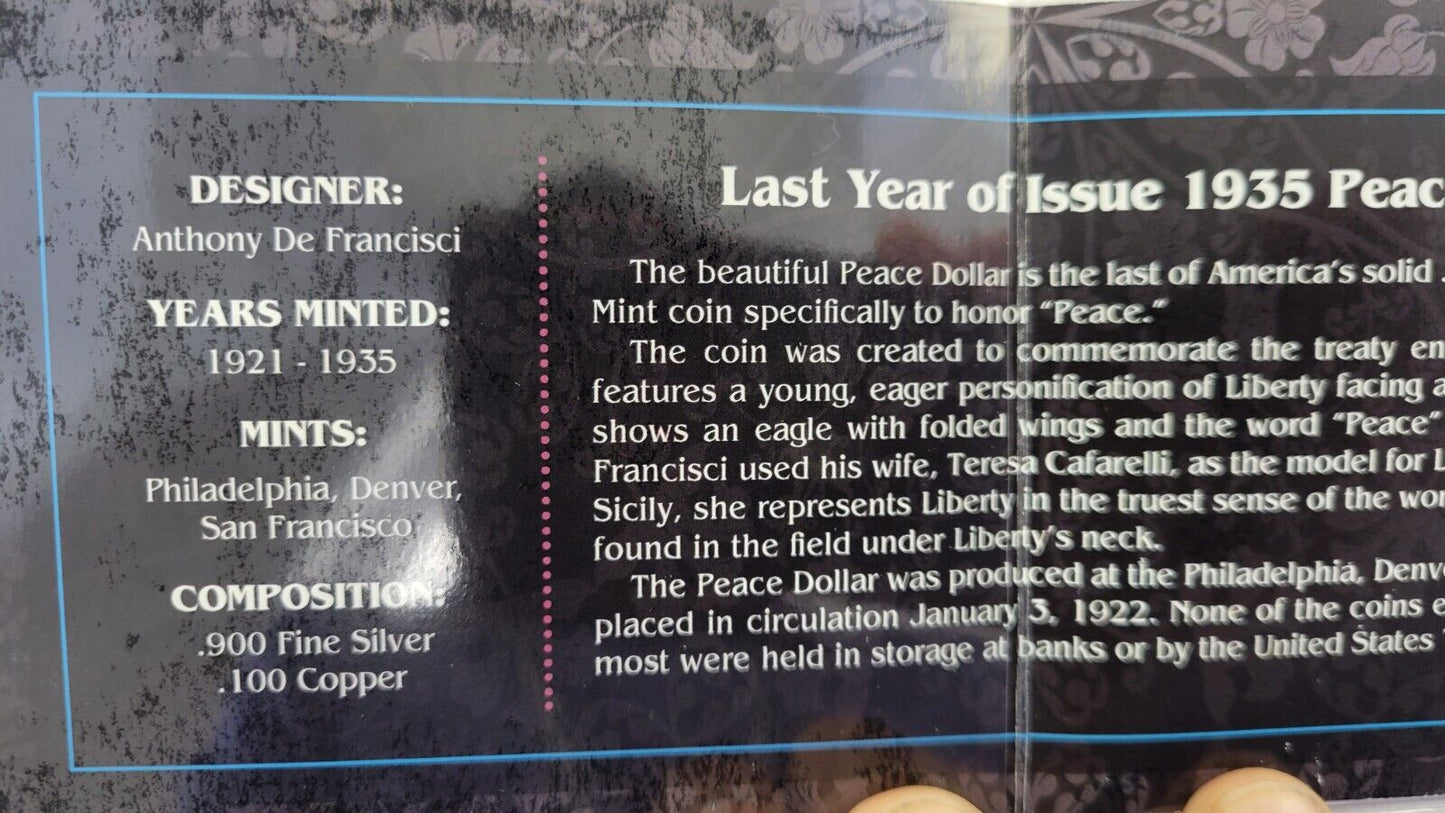 DESIGNER:
Anthony De Francisci
YEARS MINTED:
1921 - 1935
MINTS:
Philadelphia, Denver,
San Francisco
COMPOSITION:
.900 Fine Silver
.100 Copper
Last Year of Issue 1935 Peac
The beautiful Peace Dollar is the last of America's solid
Mint coin specifically to honor "Peace."
The coin was created to commemorate the treaty en
features a young, eager personification of Liberty facing a
shows an eagle with folded wings and the word "Peace"
Francisci used his wife, Teresa Cafarelli, as the model for L
Sicily, she represents Liberty in the truest sense of the wor
found in the field under Liberty's neck.
The Peace Dollar was produced at the Philadelphia, Denv
placed in circulation January 3, 1922. None of the coins e
most were held in storage at banks or by the United States